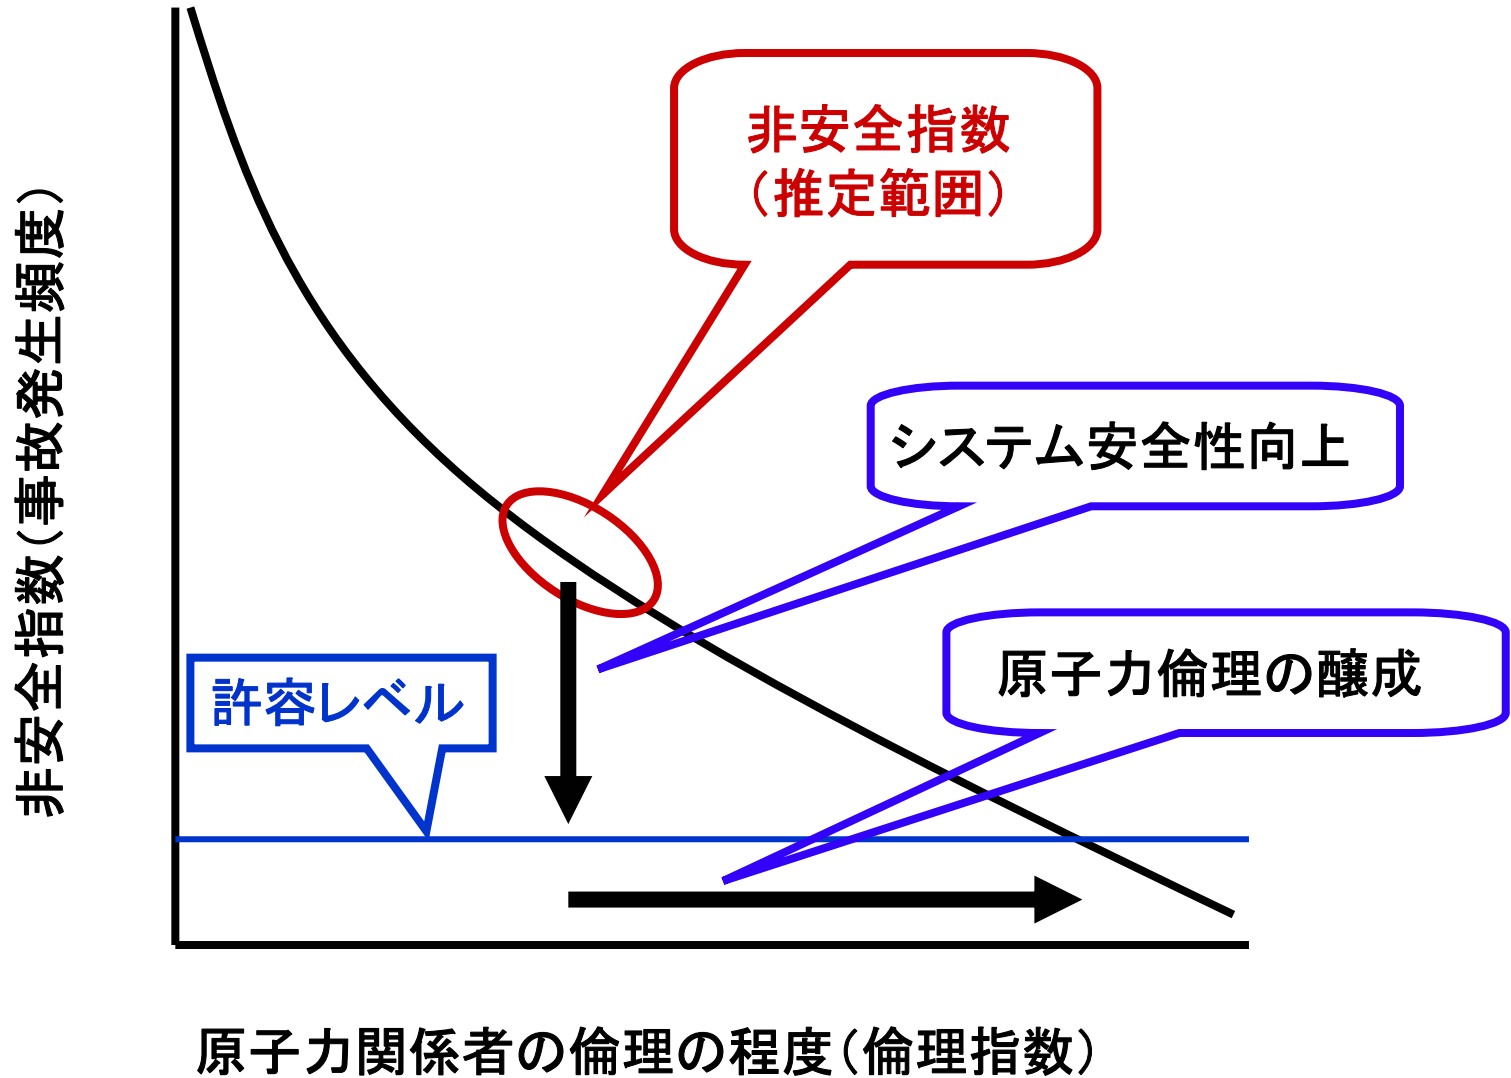 非安全指数
（推定範囲）
システム安全性向上
原子力倫理の醸成
許容レベル
非安全指数（事故発生頻度）
原子力関係者の倫理の程度（倫理指数）